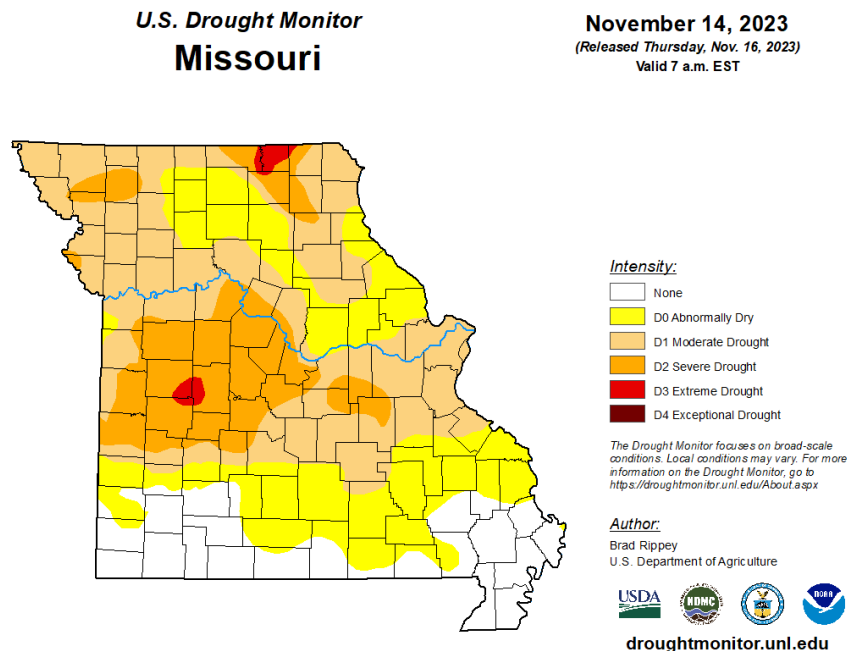 U.S. Drought Monitor
Missouri
November 14, 2023
(Released Thursday, Nov. 16, 2023)
Valid 7 a.m. EST
Intensity:
None
D0 Abnormally Dry
D1 Moderate Drought
D2 Severe Drought
D3 Extreme Drought
D4 Exceptional Drought
The Drought Monitor focuses on broad-scale
conditions. Local conditions may vary. For more
information on the Drought Monitor, go to
https://droughtmonitor.unl.edu/About.aspx
Author:
Brad Rippey
U.S. Department of Agriculture
USDA
NDMC
NOAA
droughtmonitor.unl.edu